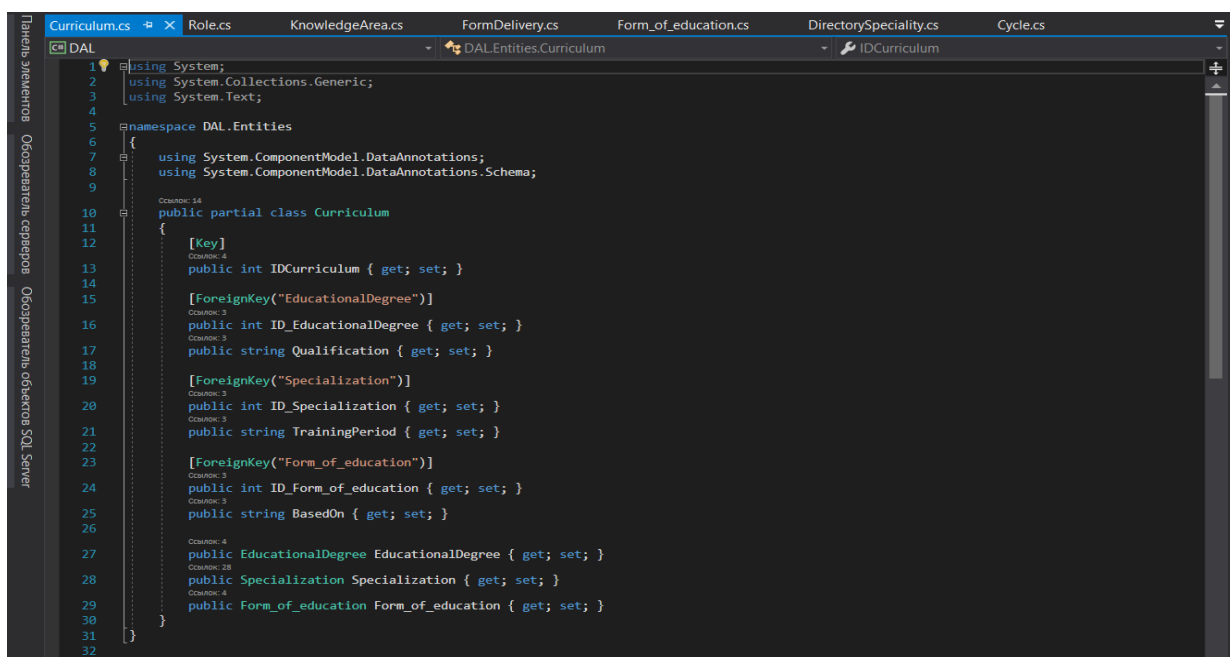 Панель элементов
Обозреватель серверов
Обозреватель объектов SQL Server
Curriculum.cs Role.cs KnowledgeArea.cs FormDelivery.cs Form_of_education.cs DirectorySpeciality.cs Cycle.cs
C# DAL DAL.Entities.Curriculum IDCurriculum
1 using System;
2 using System.Collections.Generic;
3 using System.Text;
4
5 namespace DAL.Entities
6 {
7 using System.ComponentModel.DataAnnotations;
8 using System.ComponentModel.DataAnnotations.Schema;
9
Ссылок: 14
10 public partial class Curriculum
11 {
12 [Key]
Ссылок: 4
13 public int IDCurriculum { get; set; }
14
15 [ForeignKey("EducationalDegree")]
Ссылок: 3
16 public int ID_EducationalDegree { get; set; }
Ссылок: 3
17 public string Qualification { get; set; }
18
19 [ForeignKey("Specialization")]
Ссылок: 3
20 public int ID_Specialization { get; set; }
Ссылок: 3
21 public string TrainingPeriod { get; set; }
22
23 [ForeignKey("Form_of_education")]
Ссылок: 3
24 public int ID_Form_of_education { get; set; }
Ссылок: 3
25 public string BasedOn { get; set; }
26
Ссылок: 4
27 public EducationalDegree EducationalDegree { get; set; }
Ссылок: 28
28 public Specialization Specialization { get; set; }
Ссылок: 4
29 public Form_of_education Form_of_education { get; set; }
30 }
31 }
32